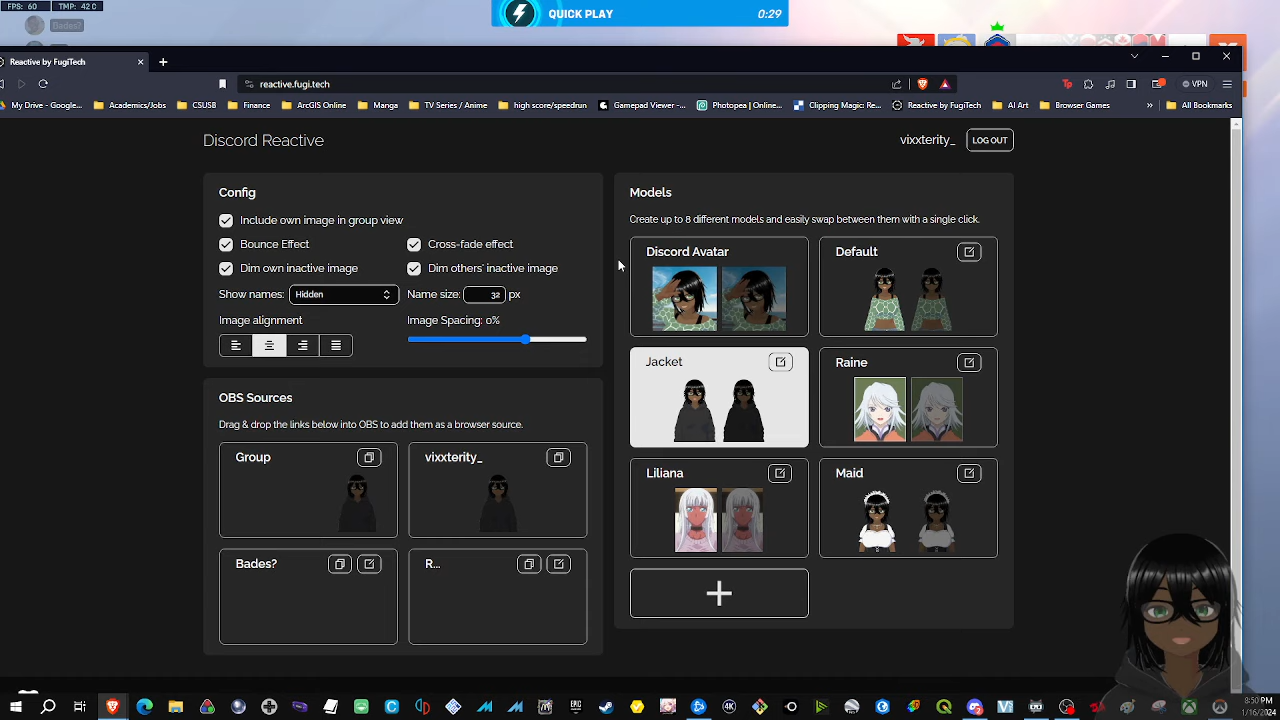 FPS: 60 TMP: 42 C
Bades?
QUICK PLAY 0:29
Reactive by FugiTech
reactive.fugi.tech
VPN
My Drive - Google... Academics/Jobs CSUSB Finance ArcGIS Online Manga TV Series / Anime high score/speedrun Gamepad Viewer -... Photopea | Online... Clipping Magic: Re... Reactive by FugiTech AI Art Browser Games » All Bookmarks
Discord Reactive
vixxterity_ LOG OUT
Config
Include own image in group view
Bounce Effect
Cross-fade effect
Dim own inactive image
Dim others' inactive image
Show names: Hidden
Name size: 32 px
Image alignment
Image Spacing: 0%
OBS Sources
Drag & drop the links below into OBS to add them as a browser source.
Group
vixxterity_
Bades?
R...
Models
Create up to 8 different models and easily swap between them with a single click.
Discord Avatar
Default
Jacket
Raine
Liliana
Maid
8:50 PM
1/16/2024